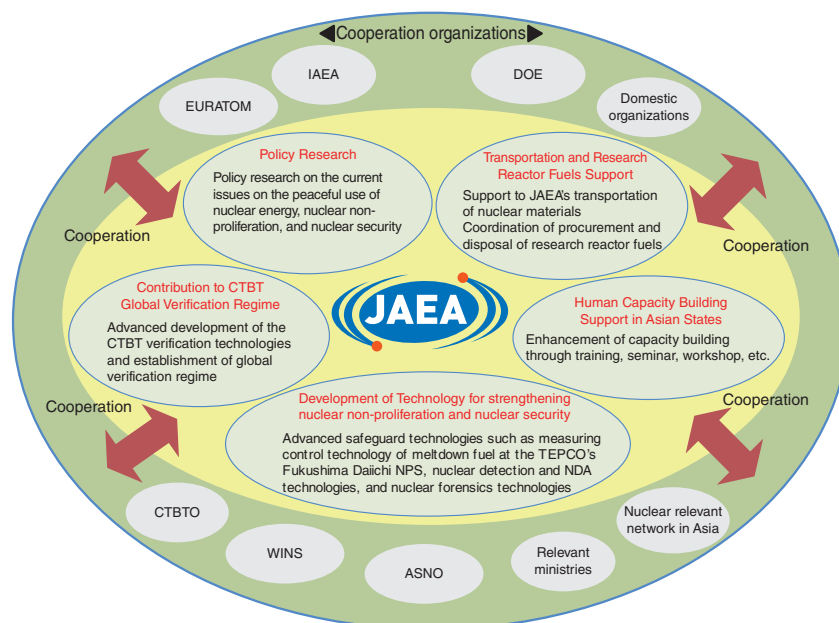 Cooperation organizations
IAEA
DOE
EURATOM
Domestic
organizations
Policy Research
Policy research on the current
issues on the peaceful use of
nuclear energy, nuclear non-
proliferation, and nuclear security
Transportation and Research
Reactor Fuels Support
Support to JAEA's transportation
of nuclear materials
Coordination of procurement and
disposal of research reactor fuels
Cooperation
Cooperation
Contribution to CTBT
Global Verification Regime
Advanced development of the
CTBT verification technologies
and establishment of global
verification regime
JAEA
Human Capacity Building
Support in Asian States
Enhancement of capacity building
through training, seminar, workshop, etc.
Cooperation
Cooperation
Development of Technology for strengthening
nuclear non-proliferation and nuclear security
Advanced safeguard technologies such as measuring
control technology of meltdown fuel at the TEPCO's
Fukushima Daiichi NPS, nuclear detection and NDA
technologies, and nuclear forensics technologies
CTBTO
WINS
ASNO
Relevant
ministries
Nuclear relevant
network in Asia